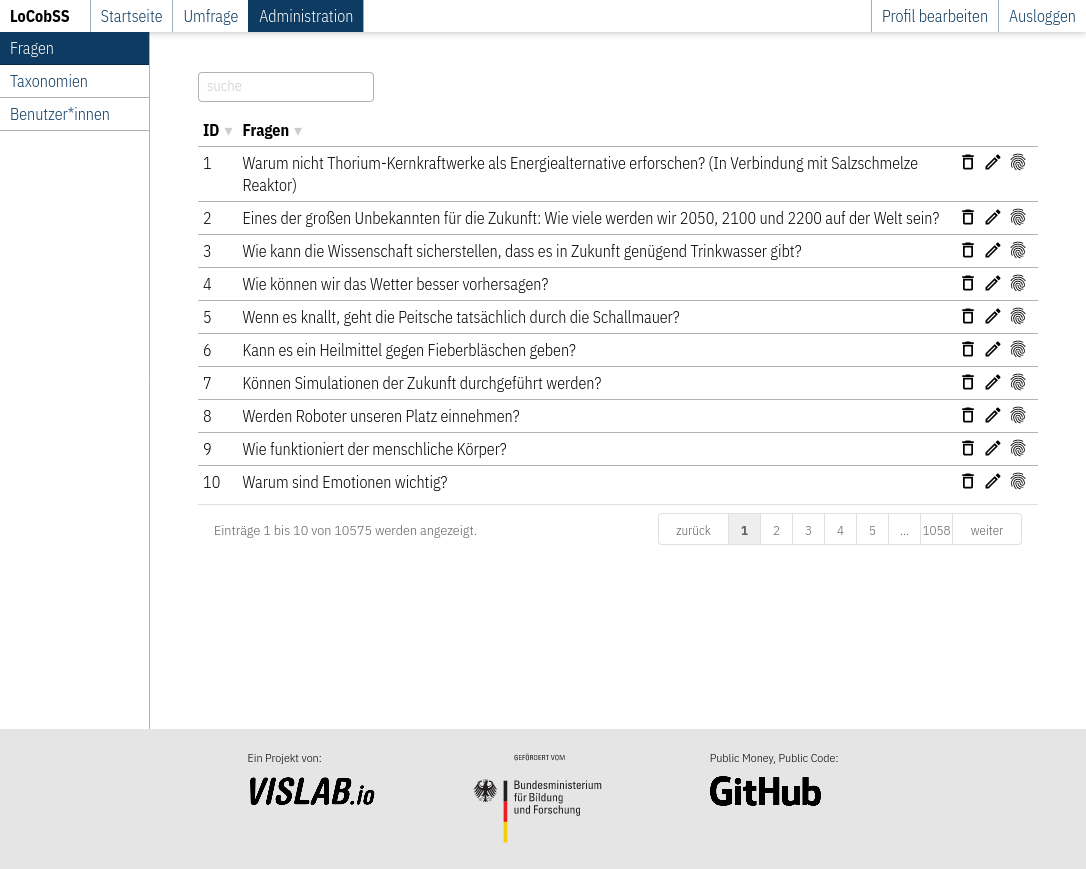 LoCobSS Startseite Umfrage Administration Profil bearbeiten Ausloggen
Fragen
Taxonomien
Benutzer*innen
suche
ID ▼ Fragen ▼
1 Warum nicht Thorium-Kernkraftwerke als Energiealternative erforschen? (In Verbindung mit Salzschmelze
Reaktor)
2 Eines der großen Unbekannten für die Zukunft: Wie viele werden wir 2050, 2100 und 2200 auf der Welt sein?
3 Wie kann die Wissenschaft sicherstellen, dass es in Zukunft genügend Trinkwasser gibt?
4 Wie können wir das Wetter besser vorhersagen?
5 Wenn es knallt, geht die Peitsche tatsächlich durch die Schallmauer?
6 Kann es ein Heilmittel gegen Fieberbläschen geben?
7 Können Simulationen der Zukunft durchgeführt werden?
8 Werden Roboter unseren Platz einnehmen?
9 Wie funktioniert der menschliche Körper?
10 Warum sind Emotionen wichtig?
Einträge 1 bis 10 von 10575 werden angezeigt. zurück 1 2 3 4 5 ... 1058 weiter
Ein Projekt von:
VISLAB.io
GEFÖRDERT VOM
Bundesministerium
für Bildung
und Forschung
Public Money, Public Code:
GitHub